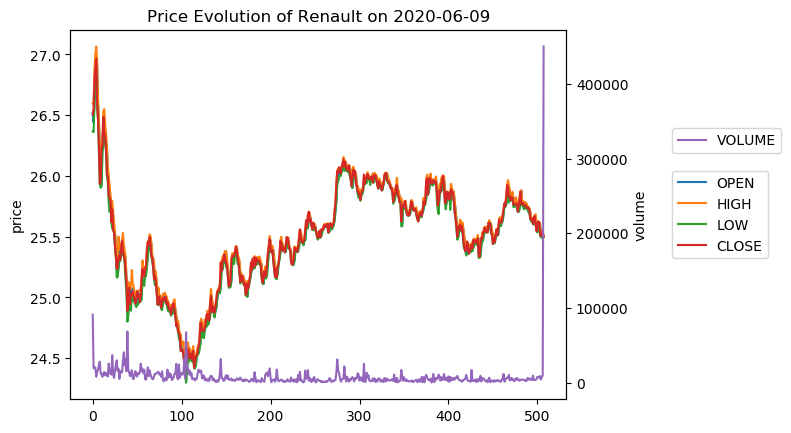 Price Evolution of Renault on 2020-06-09
27.0
26.5
26.0
25.5
25.0
24.5
price
0
100
200
300
400
500
400000
300000
200000
100000
0
volume
VOLUME
OPEN
HIGH
LOW
CLOSE